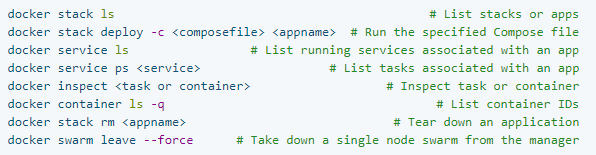 docker stack ls                                            # List stacks or apps
docker stack deploy -c <composefile> <appname>  # Run the specified Compose file
docker service ls                 # List running services associated with an app
docker service ps <service>                  # List tasks associated with an app
docker inspect <task or container>                   # Inspect task or container
docker container ls -q                                      # List container IDs
docker stack rm <appname>                             # Tear down an application
docker swarm leave --force      # Take down a single node swarm from the manager